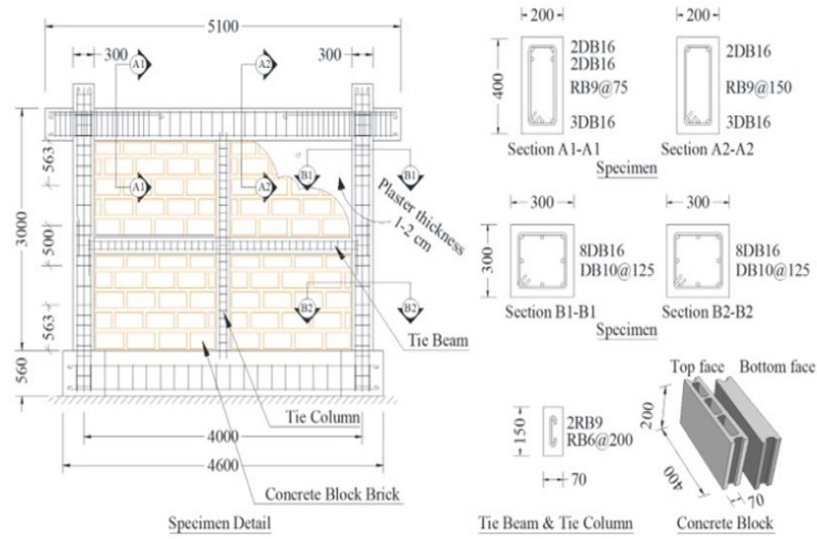 5100
300
300
A1
A2
563
A1
A2
B1
B1
Plaster thickness
1-2 cm
3000
500
563
B2
B2
Tie Beam
560
Tie Column
4000
4600
Concrete Block Brick
Specimen Detail
200
200
400
2DB16
2DB16
RB9@75
3DB16
2DB16
RB9@150
3DB16
Section A1-A1
Section A2-A2
Specimen
300
300
300
8DB16
DB10@125
8DB16
DB10@125
Section B1-B1
Section B2-B2
Specimen
Top face
Bottom face
150
2RB9
RB6@200
70
200
400
70
Tie Beam & Tie Column
Concrete Block